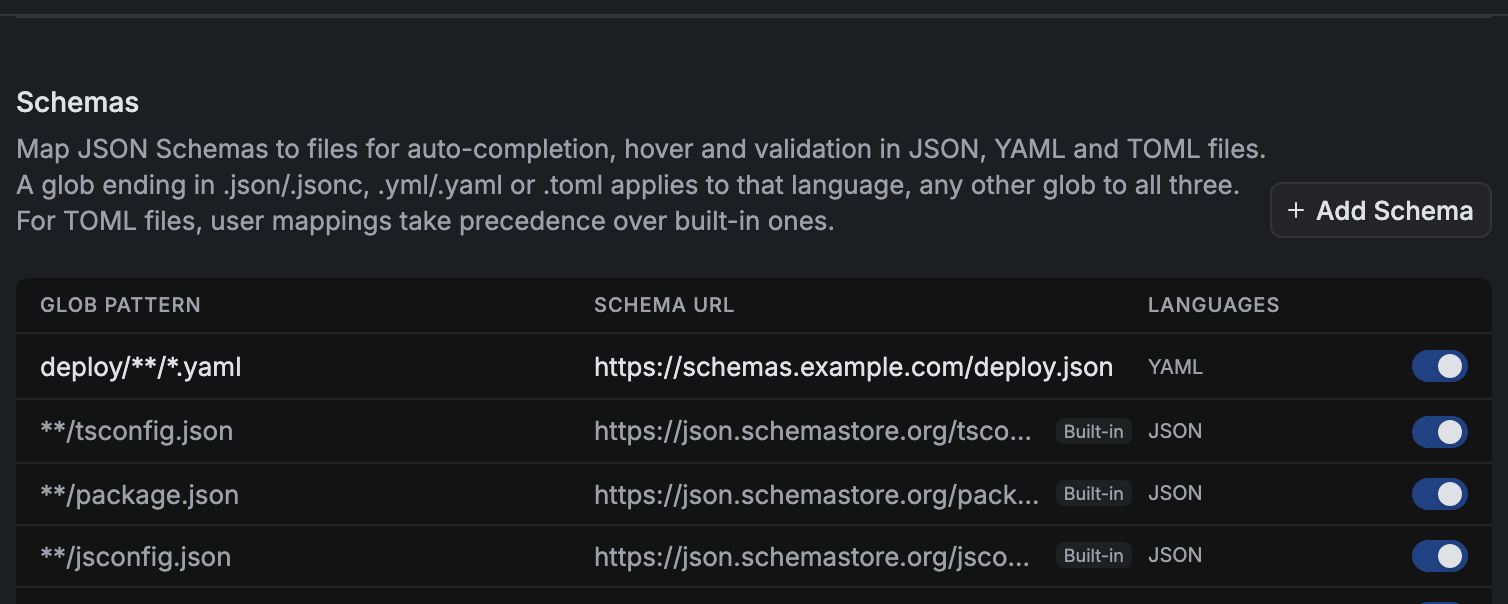 Schemas
Map JSON Schemas to files for auto-completion, hover and validation in JSON, YAML and TOML files.
A glob ending in .json/.jsonc, .yml/.yaml or .toml applies to that language, any other glob to all three.
For TOML files, user mappings take precedence over built-in ones.
+ Add Schema
GLOB PATTERN SCHEMA URL LANGUAGES
deploy/**/*.yaml https://schemas.example.com/deploy.json YAML
**/tsconfig.json https://json.schemastore.org/tsco... Built-in JSON
**/package.json https://json.schemastore.org/pack... Built-in JSON
**/jsconfig.json https://json.schemastore.org/jsco... Built-in JSON